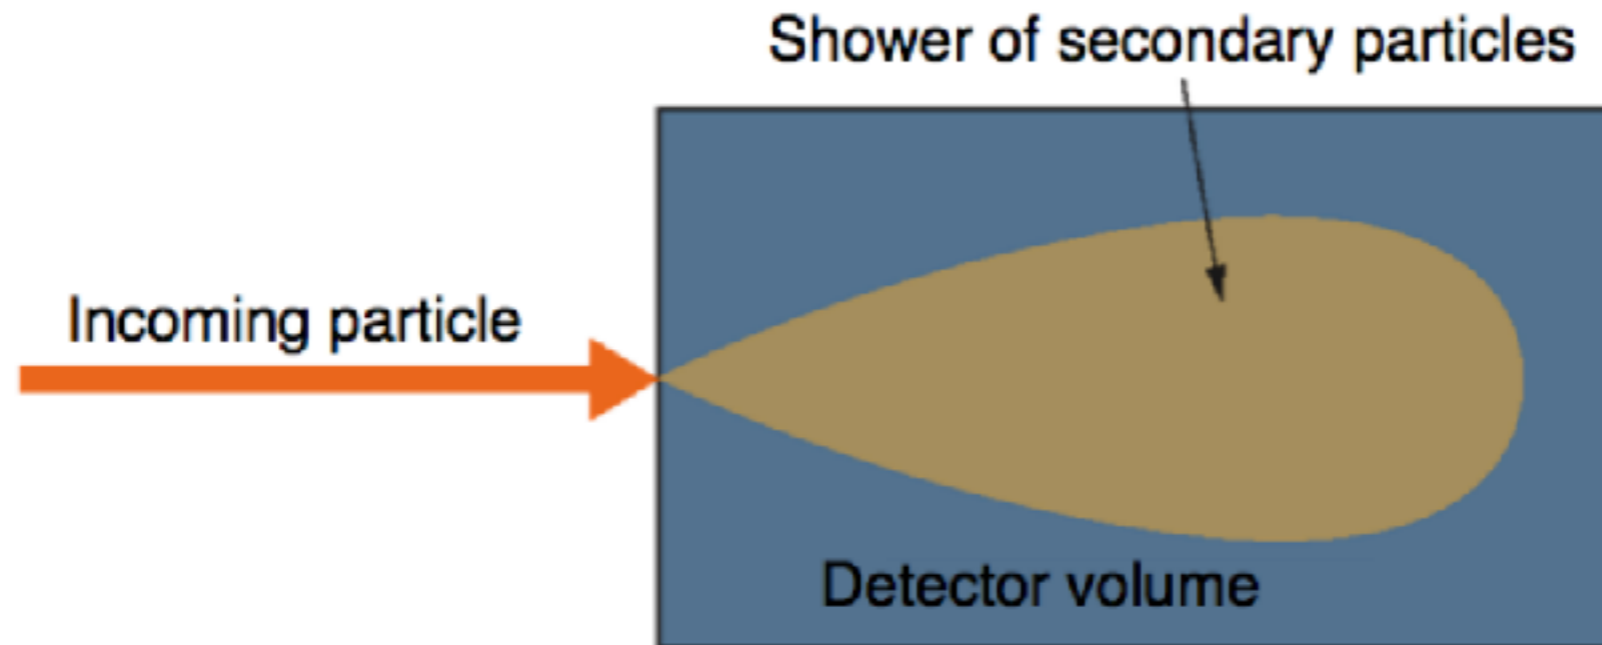 Shower of secondary particles
Incoming particle
Detector volume